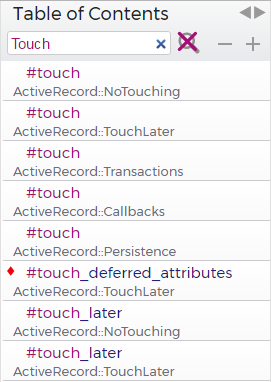 Table of Contents
Touch
#touch
ActiveRecord::NoTouching
#touch
ActiveRecord::TouchLater
#touch
ActiveRecord::Transactions
#touch
ActiveRecord::Callbacks
#touch
ActiveRecord::Persistence
#touch_deferred_attributes
ActiveRecord::TouchLater
#touch_later
ActiveRecord::NoTouching
#touch_later
ActiveRecord::TouchLater